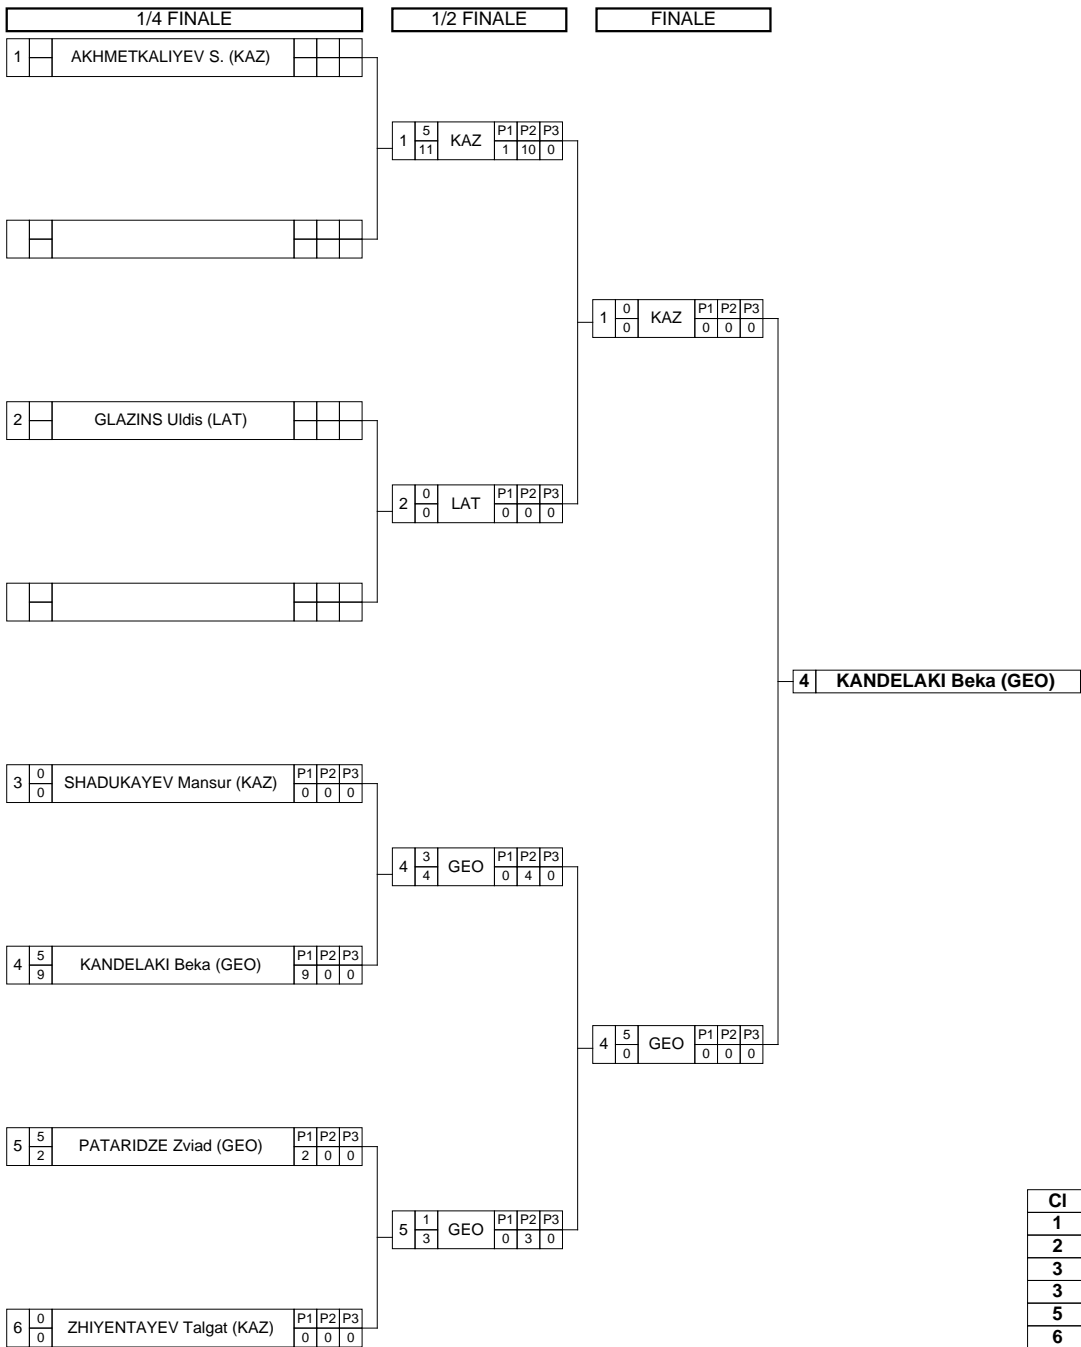 1/4 FINALE 1/2 FINALE FINALE
1 AKHMETKALIYEV S. (KAZ)
1 5 11 KAZ P1 P2 P3 1 10 0
1 0 0 KAZ P1 P2 P3 0 0 0
2 GLAZINS Uldis (LAT)
2 0 0 LAT P1 P2 P3 0 0 0
4 KANDELAKI Beka (GEO)
3 0 0 SHADUKAYEV Mansur (KAZ) P1 P2 P3 0 0 0
4 3 4 GEO P1 P2 P3 0 4 0
4 5 9 KANDELAKI Beka (GEO) P1 P2 P3 9 0 0
4 5 0 GEO P1 P2 P3 0 0 0
5 5 2 PATARIDZE Zviad (GEO) P1 P2 P3 2 0 0
5 1 3 GEO P1 P2 P3 0 3 0
6 0 0 ZHIYENTAYEV Talgat (KAZ) P1 P2 P3 0 0 0
Cl
1
2
3
3
5
6